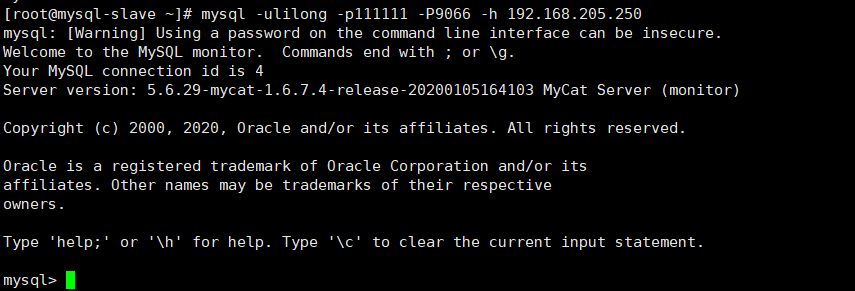 [root@mysql-slave ~]# mysql -ulilong -p111111 -P9066 -h 192.168.205.250
mysql: [Warning] Using a password on the command line interface can be insecure.
Welcome to the MySQL monitor.  Commands end with ; or \g.
Your MySQL connection id is 4
Server version: 5.6.29-mycat-1.6.7.4-release-20200105164103 MyCat Server (monitor)
Copyright (c) 2000, 2020, Oracle and/or its affiliates. All rights reserved.
Oracle is a registered trademark of Oracle Corporation and/or its
affiliates. Other names may be trademarks of their respective
owners.
Type 'help;' or '\h' for help. Type '\c' to clear the current input statement.
mysql>